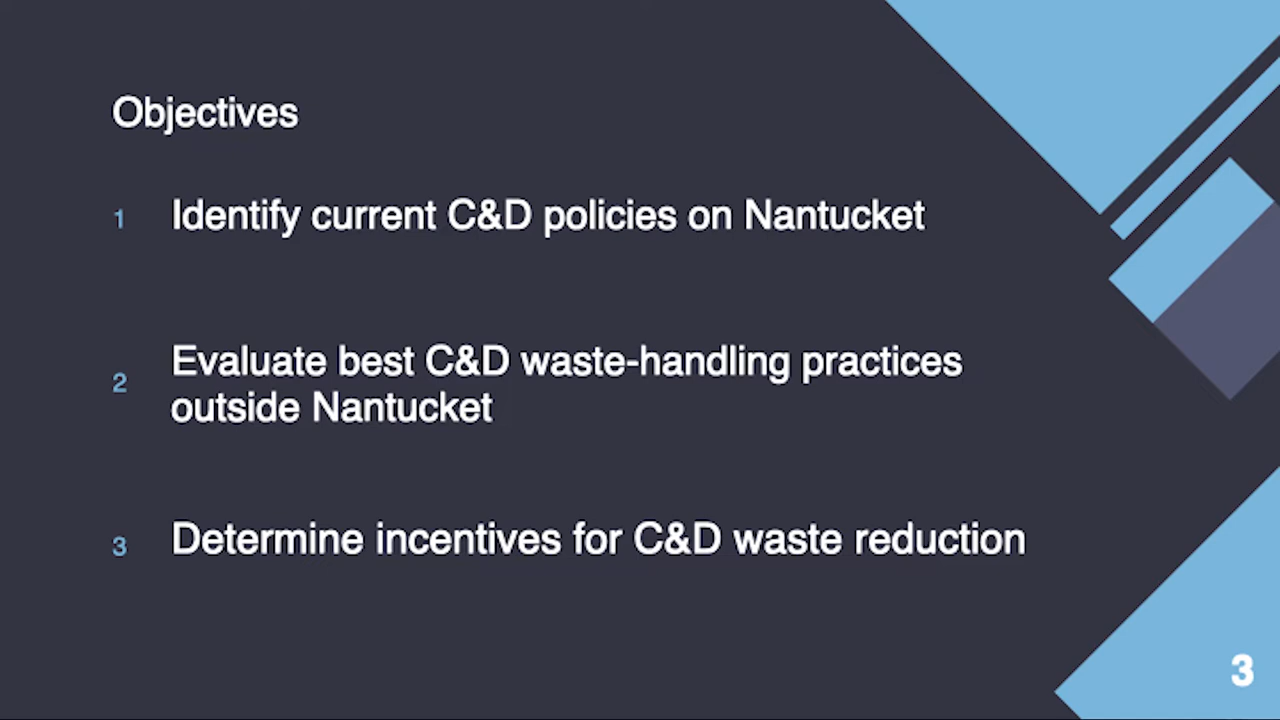 Objectives
1 Identify current C&D policies on Nantucket
2 Evaluate best C&D waste-handling practices
outside Nantucket
3 Determine incentives for C&D waste reduction
3